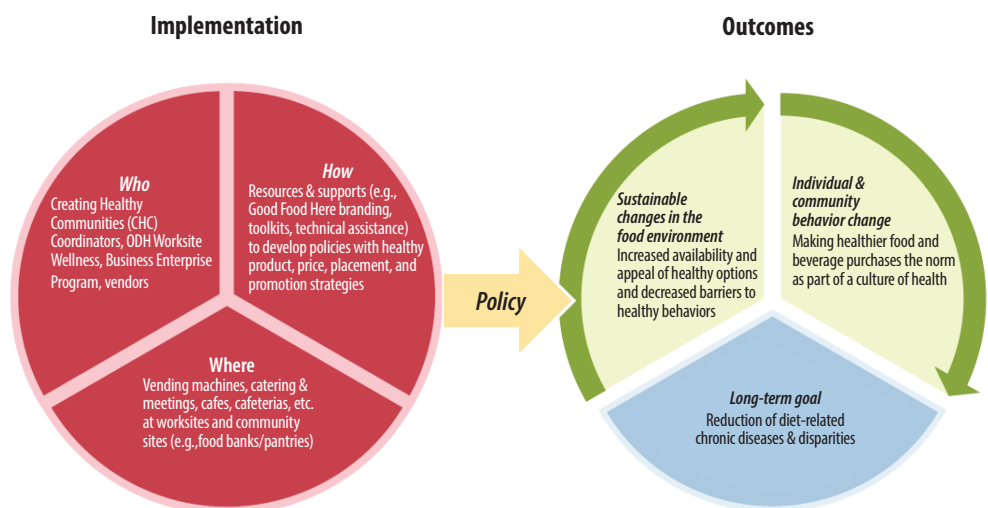 Implementation
Who
Creating Healthy
Communities (CHC)
Coordinators, ODH Worksite
Wellness, Business Enterprise
Program, vendors
How
Resources & supports (e.g.,
Good Food Here branding,
toolkits, technical assistance)
to develop policies with healthy
product, price, placement, and
promotion strategies
Where
Vending machines, catering &
meetings, cafes, cafeterias, etc.
at worksites and community
sites (e.g.,food banks/pantries)
Policy
Outcomes
Sustainable
changes in the
food environment
Increased availability and
appeal of healthy options
and decreased barriers to
healthy behaviors
Individual &
community
behavior change
Making healthier food and
beverage purchases the norm
as part of a culture of health
Long-term goal
Reduction of diet-related
chronic diseases & disparities